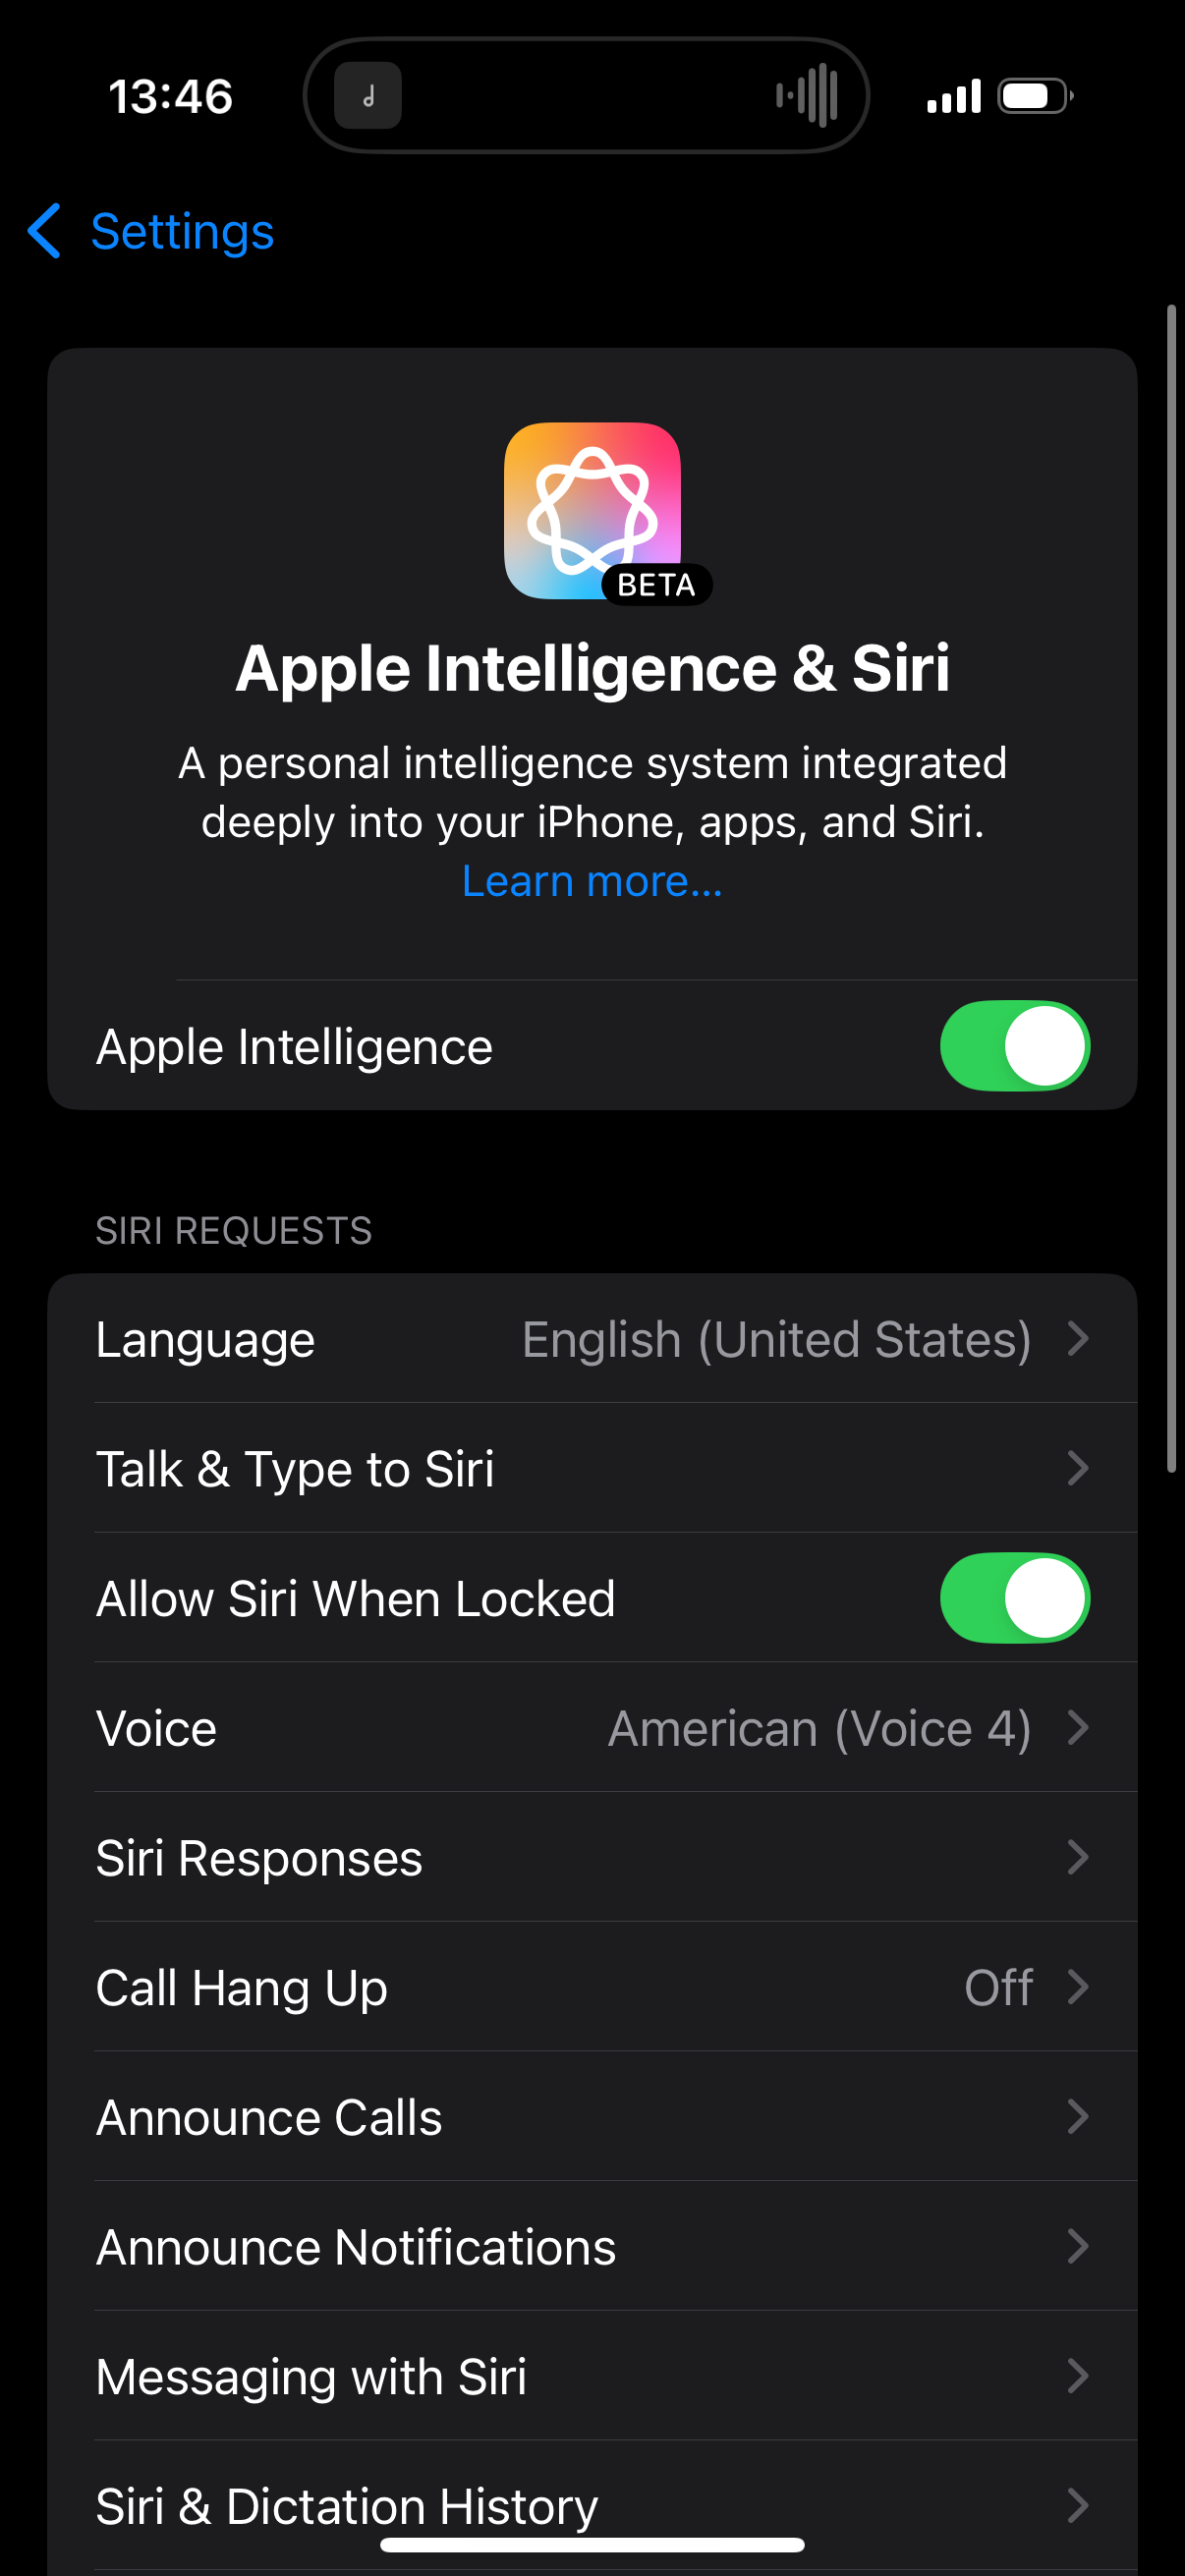 13:46
Settings
BETA
Apple Intelligence & Siri
A personal intelligence system integrated
deeply into your iPhone, apps, and Siri.
Learn more...
Apple Intelligence
SIRI REQUESTS
Language English (United States)
Talk & Type to Siri
Allow Siri When Locked
Voice American (Voice 4)
Siri Responses
Call Hang Up Off
Announce Calls
Announce Notifications
Messaging with Siri
Siri & Dictation History